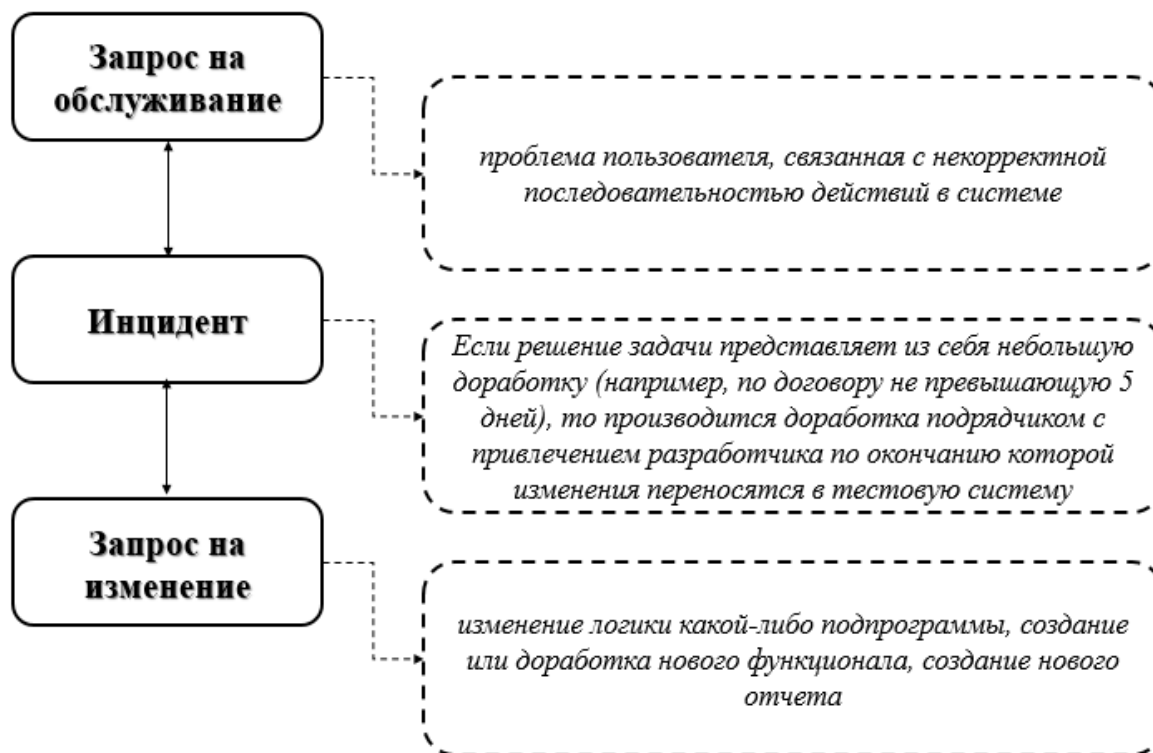 Запрос на
обслуживание
проблема пользователя, связанная с некорректной
последовательностью действий в системе
Инцидент
Если решение задачи представляет из себя небольшую
доработку (например, по договору не превышающую 5
дней), то производится доработка подрядчиком с
привлечением разработчика по окончанию которой
изменения переносятся в тестовую систему
Запрос на
изменение
изменение логики какой-либо подпрограммы, создание
или доработка нового функционала, создание нового
отчета